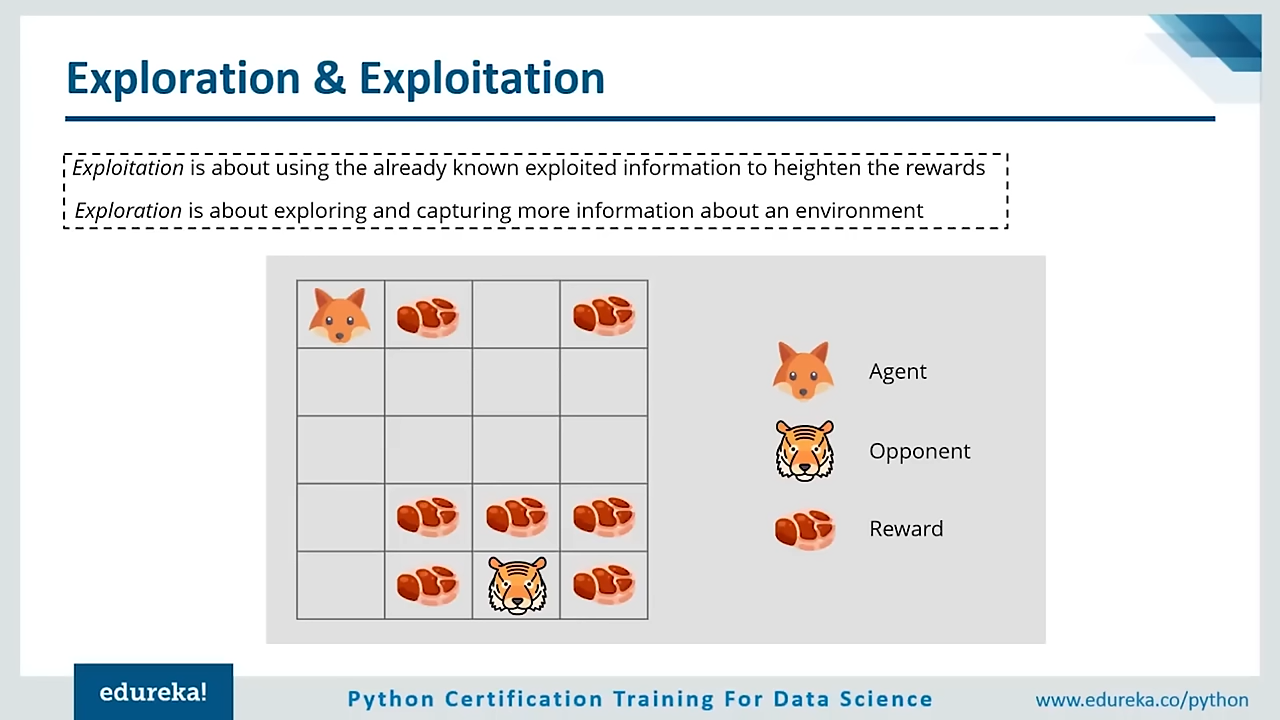 Exploration & Exploitation
Exploitation is about using the already known exploited information to heighten the rewards
Exploration is about exploring and capturing more information about an environment
Agent
Opponent
Reward
edureka!
Python Certification Training For Data Science
www.edureka.co/python